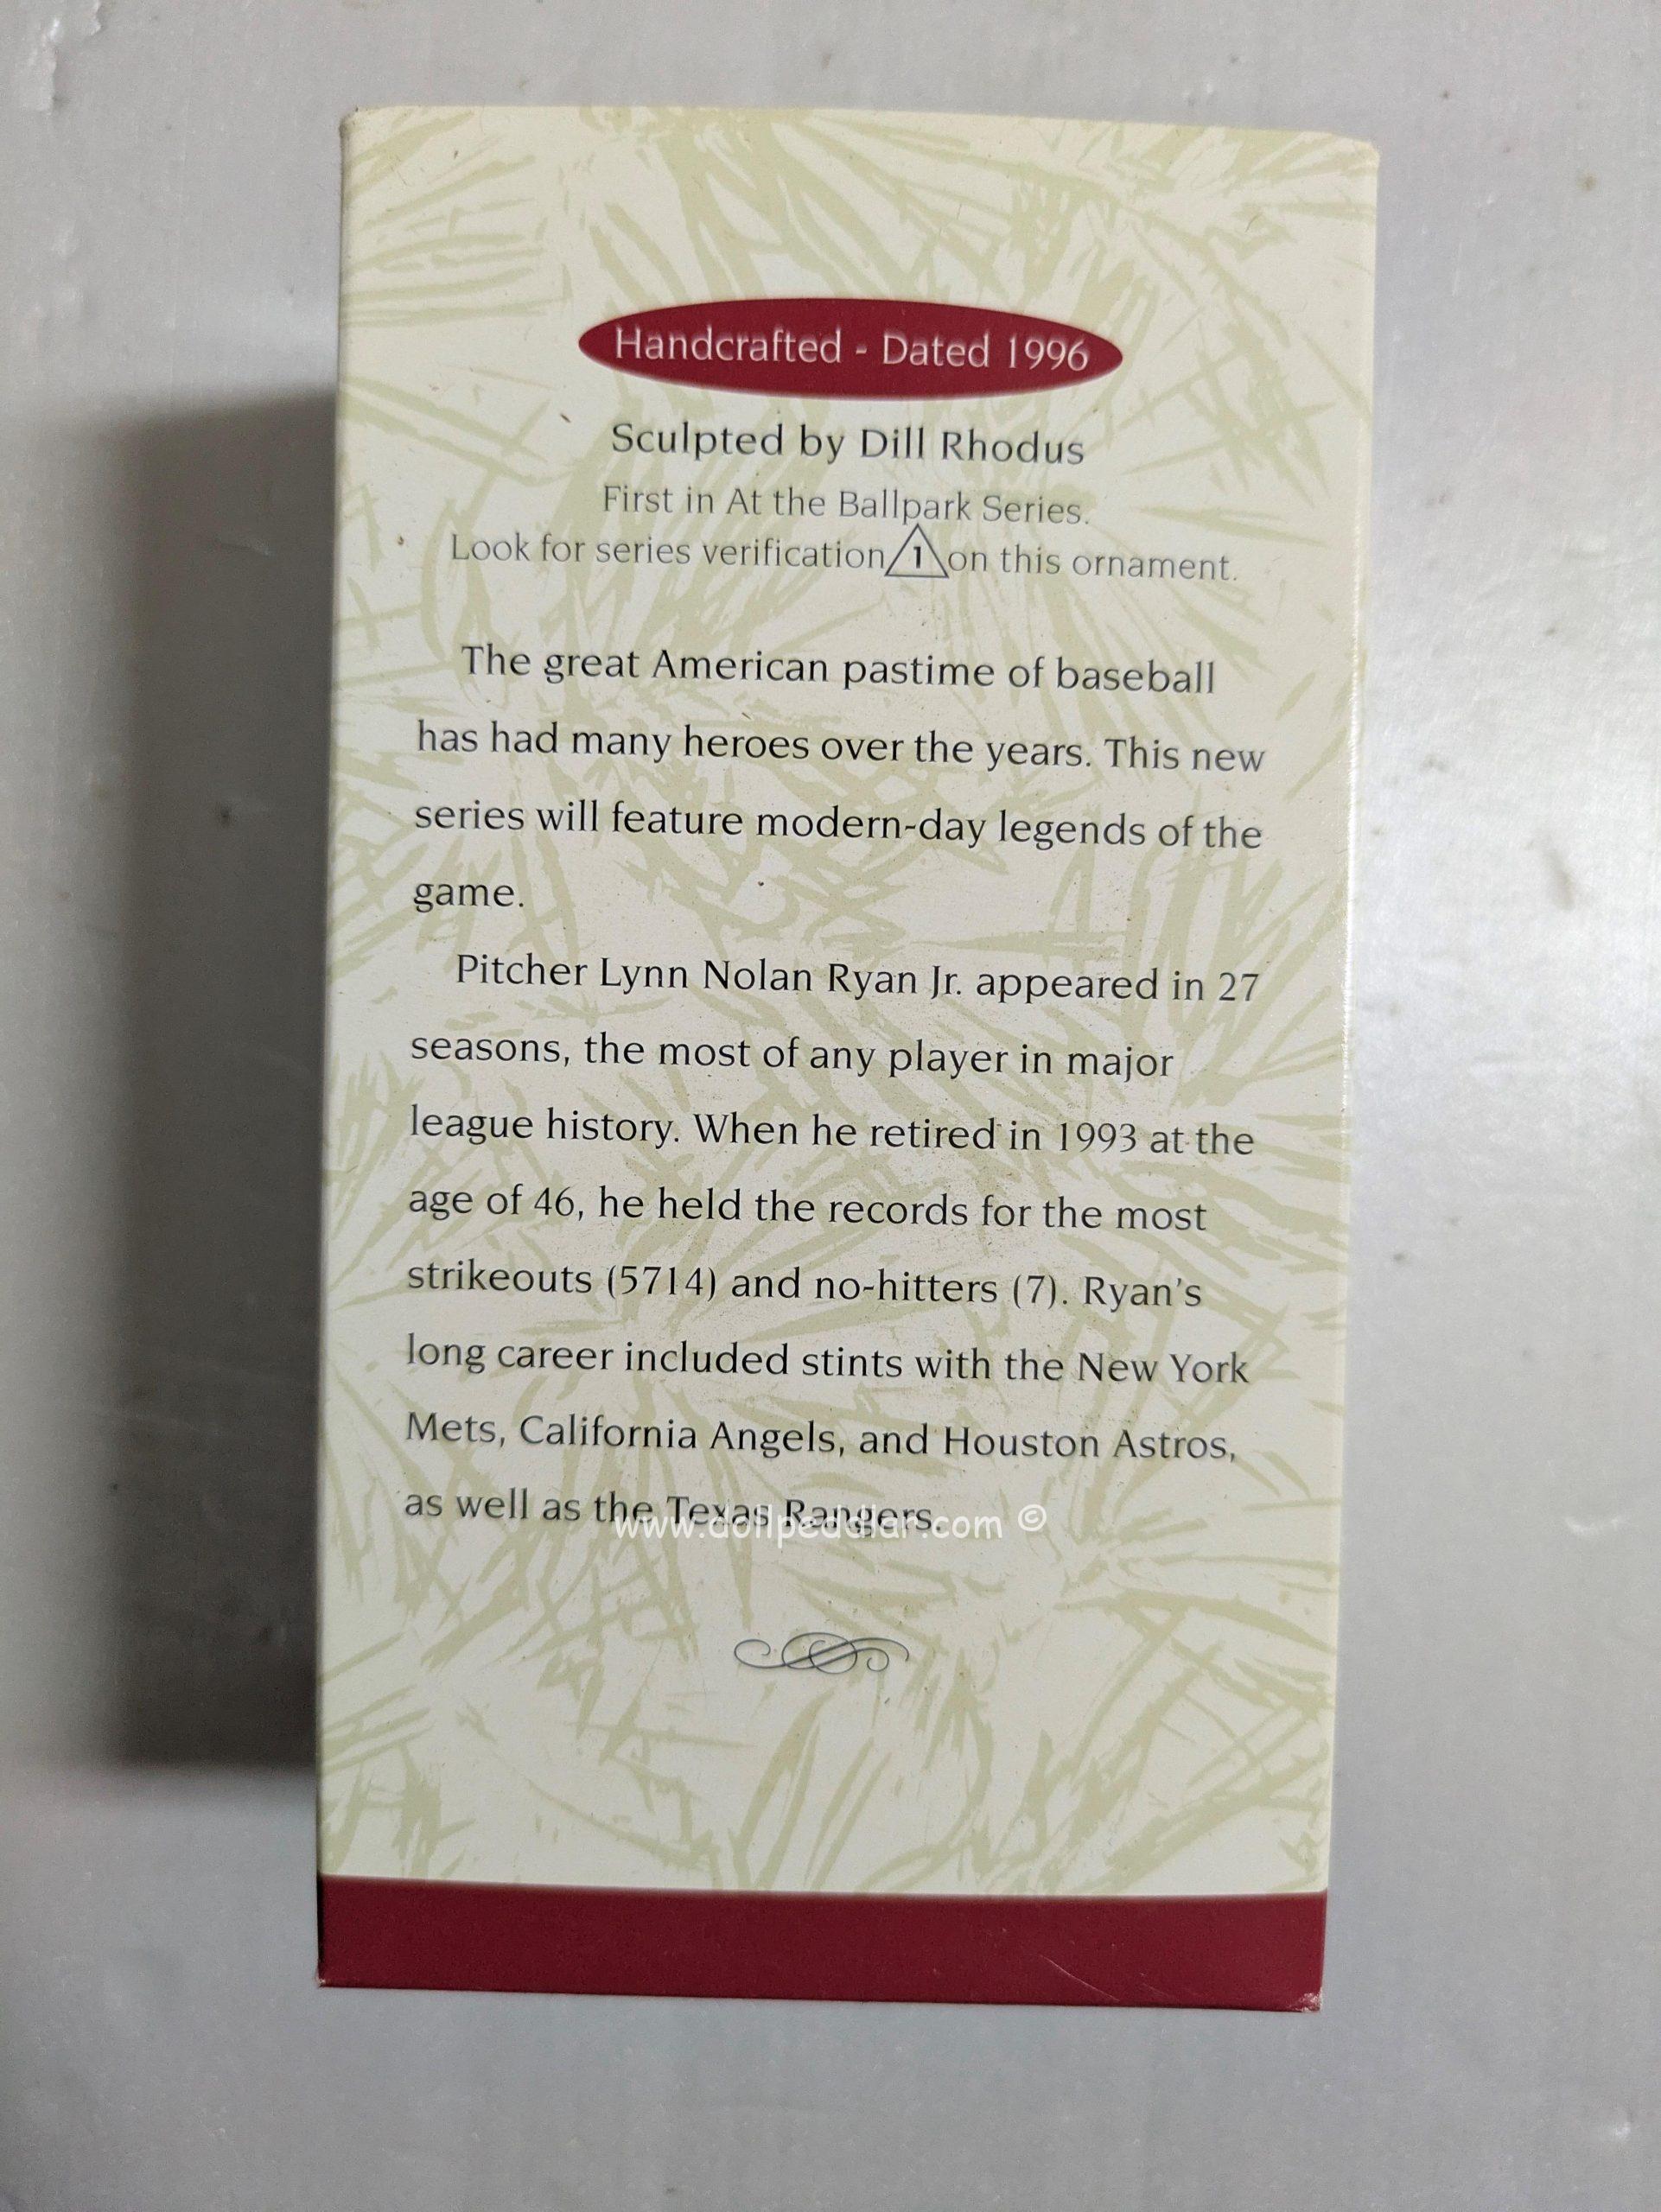 Handcrafted - Dated 1996
Sculpted by Dill Rhodus
First in At the Ballpark Series.
Look for series verification 1 on this ornament.
The great American pastime of baseball
has had many heroes over the years. This new
series will feature modern-day legends of the
game.
Pitcher Lynn Nolan Ryan Jr. appeared in 27
seasons, the most of any player in major
league history. When he retired in 1993 at the
age of 46, he held the records for the most
strikeouts (5714) and no-hitters (7). Ryan's
long career included stints with the New York
Mets, California Angels, and Houston Astros,
as well as the Texas Rangers.
www.dollpeddlar.com ©